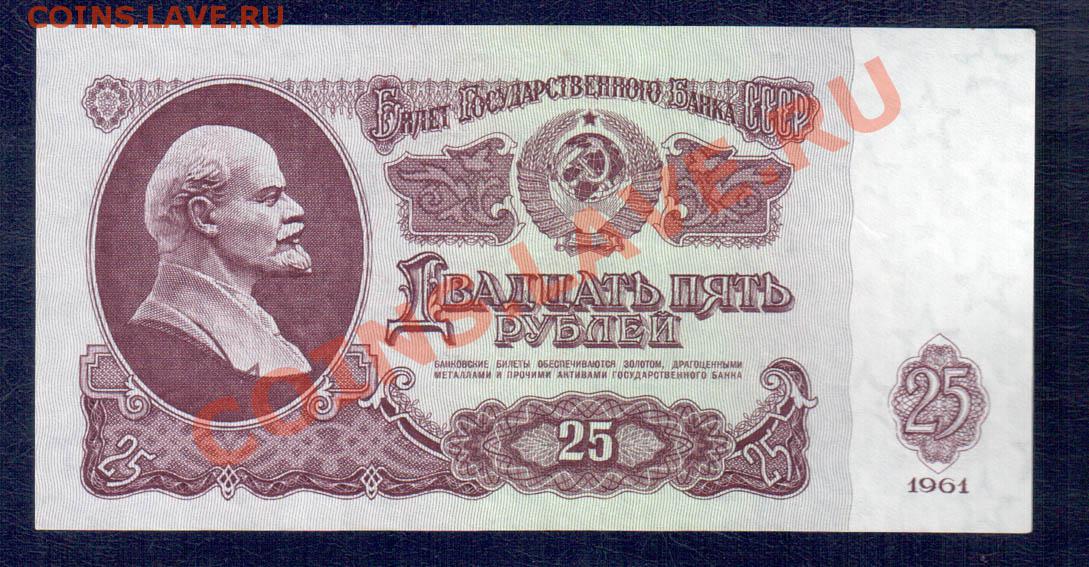 COINS.LAVE.RU
Билет Государственного Банка СССР
Двадцать пять
рублей
БАНКОВСКИЕ БИЛЕТЫ ОБЕСПЕЧИВАЮТСЯ ЗОЛОТОМ, ДРАГОЦЕННЫМИ
МЕТАЛЛАМИ И ПРОЧИМИ АКТИВАМИ ГОСУДАРСТВЕННОГО БАНКА
25
25
25
25
1961
COINS.LAVE.RU